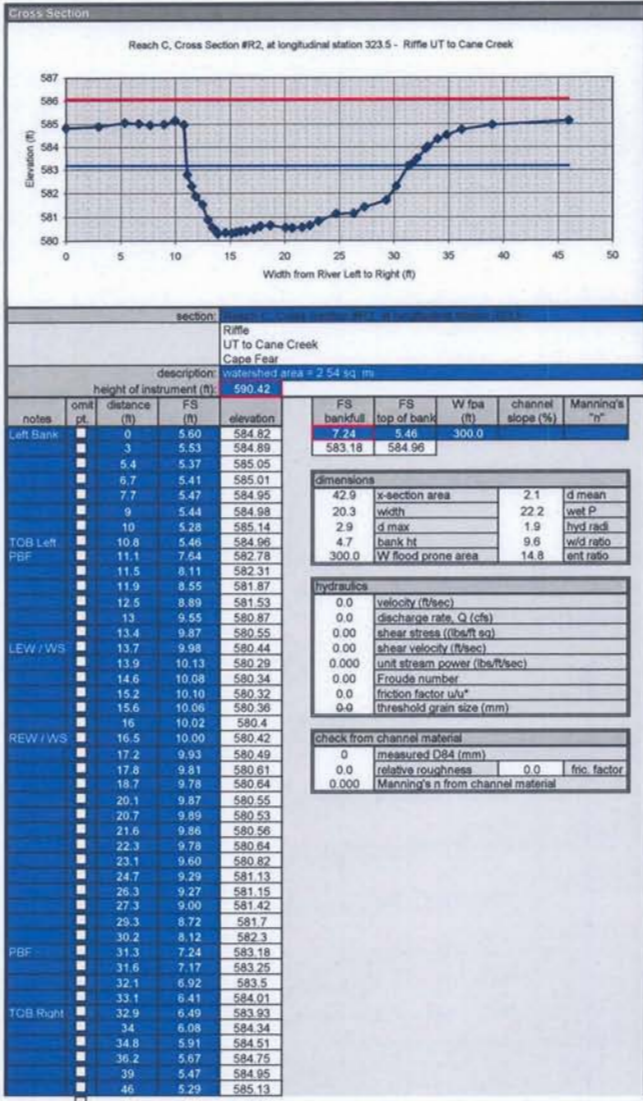 Cross Section
Reach C, Cross Section #R2, at longitudinal station 323.5 - Riffle UT to Cane Creek
587
586
585
584
583
582
581
580
Elevation (ft)
0 5 10 15 20 25 30 35 40 45 50
Width from River Left to Right (ft)
section: Reach C, Cross Section #R2, at longitudinal station 323.5
Riffle
UT to Cane Creek
Cape Fear
description: watershed area = 2.54 sq. mi
height of instrument (ft): 590.42
notes omit pt. distance (ft) FS (ft) elevation
FS bankfull FS top of bank W fpa (ft) channel slope (%) Manning's "n"
7.24 5.46 300.0
583.18 584.96
Left Bank 0 5.60 584.82
3 5.53 584.89
5.4 5.37 585.05
6.7 5.41 585.01
7.7 5.47 584.95
9 5.44 584.98
10 5.28 585.14
TOB Left 10.8 5.46 584.96
PBF 11.1 7.64 582.78
11.5 8.11 582.31
11.9 8.55 581.87
12.5 8.89 581.53
13 9.55 580.87
13.4 9.87 580.55
LEW / WS 13.7 9.98 580.44
13.9 10.13 580.29
14.6 10.08 580.34
15.2 10.10 580.32
15.6 10.06 580.36
16 10.02 580.4
REW / WS 16.5 10.00 580.42
17.2 9.93 580.49
17.8 9.81 580.61
18.7 9.78 580.64
20.1 9.87 580.55
20.7 9.89 580.53
21.6 9.86 580.56
22.3 9.78 580.64
23.1 9.60 580.82
24.7 9.29 581.13
26.3 9.27 581.15
27.3 9.00 581.42
29.3 8.72 581.7
30.2 8.12 582.3
PBF 31.3 7.24 583.18
31.6 7.17 583.25
32.1 6.92 583.5
33.1 6.41 584.01
TOB Right 32.9 6.49 583.93
34 6.08 584.34
34.8 5.91 584.51
36.2 5.67 584.75
39 5.47 584.95
46 5.29 585.13
dimensions
42.9 x-section area 2.1 d mean
20.3 width 22.2 wet P
2.9 d max 1.9 hyd radi
4.7 bank ht 9.6 w/d ratio
300.0 W flood prone area 14.8 ent ratio
hydraulics
0.0 velocity (ft/sec)
0.0 discharge rate, Q (cfs)
0.00 shear stress ((lbs/ft sq)
0.00 shear velocity (ft/sec)
0.000 unit stream power (lbs/ft/sec)
0.00 Froude number
0.0 friction factor u/u*
0.0 threshold grain size (mm)
check from channel material
0 measured D84 (mm)
0.0 relative roughness 0.0 fric. factor
0.000 Manning's n from channel material